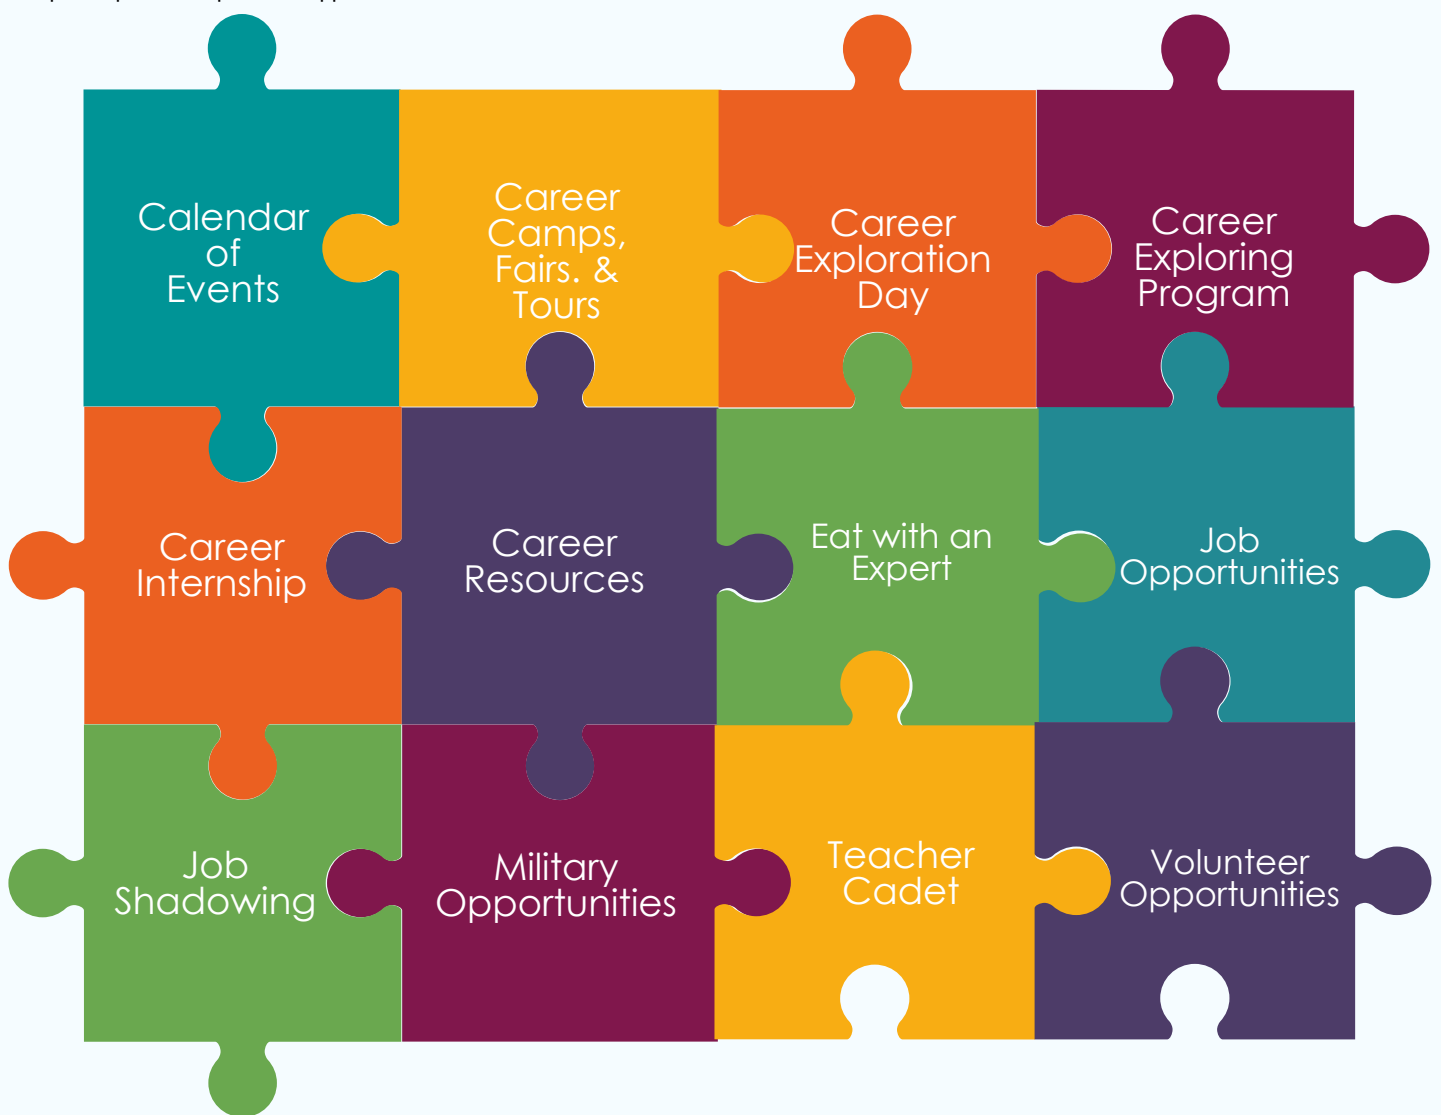 Calendar
of
Events
Career
Camps,
Fairs. &
Tours
Career
Exploration
Day
Career
Exploring
Program
Career
Internship
Career
Resources
Eat with an
Expert
Job
Opportunities
Job
Shadowing
Military
Opportunities
Teacher
Cadet
Volunteer
Opportunities